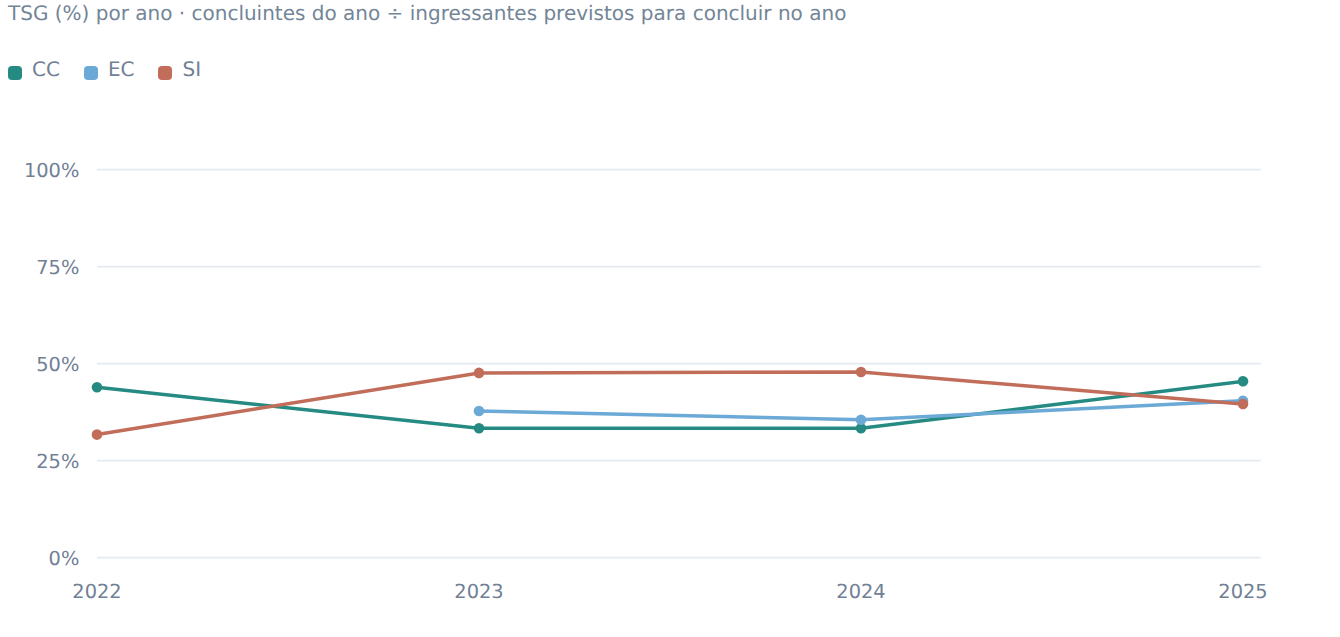 TSG (%) por ano · concluintes do ano ÷ ingressantes previstos para concluir no ano
CC EC SI
100%
75%
50%
25%
0%
2022 2023 2024 2025